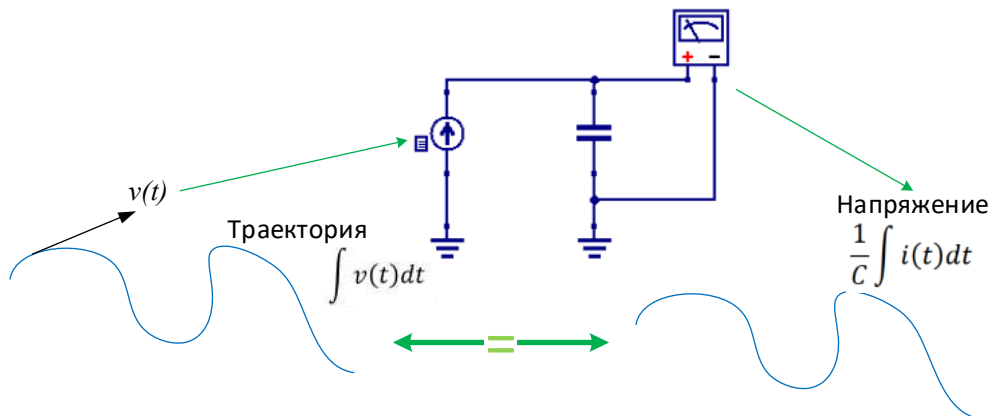 + −
v(t)
Траектория
∫ v(t)dt
Напряжение
1/C ∫ i(t)dt
=